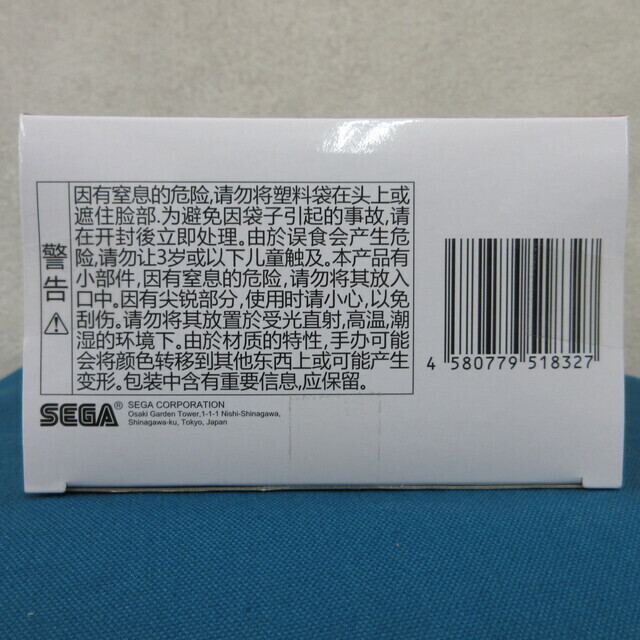 警告
因有窒息的危险,请勿将塑料袋在头上或
遮住脸部.为避免因袋子引起的事故,请
在开封後立即处理。由於误食会产生危
险,请勿让3岁或以下儿童触及。本产品有
小部件,因有窒息的危险,请勿将其放入
口中。因有尖锐部分,使用时请小心,以免
刮伤。请勿将其放置於受光直射,高温,潮
湿的环境下。由於材质的特性,手办可能
会将颜色转移到其他东西上或可能产生
变形。包装中含有重要信息,应保留.
SEGA®
SEGA CORPORATION
Osaki Garden Tower,1-1-1 Nishi-Shinagawa,
Shinagawa-ku, Tokyo, Japan
4 580779 518327